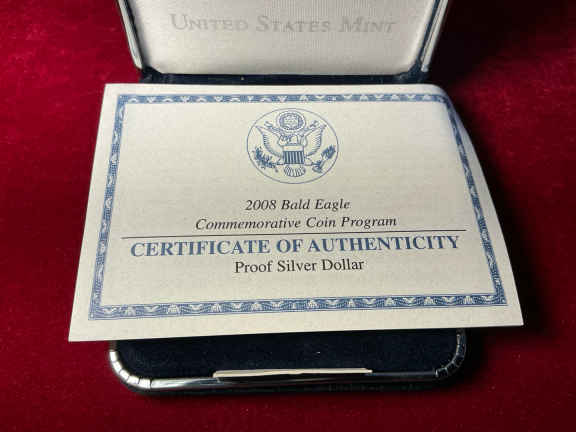 UNITED STATES MINT
2008 Bald Eagle
Commemorative Coin Program
CERTIFICATE OF AUTHENTICITY
Proof Silver Dollar